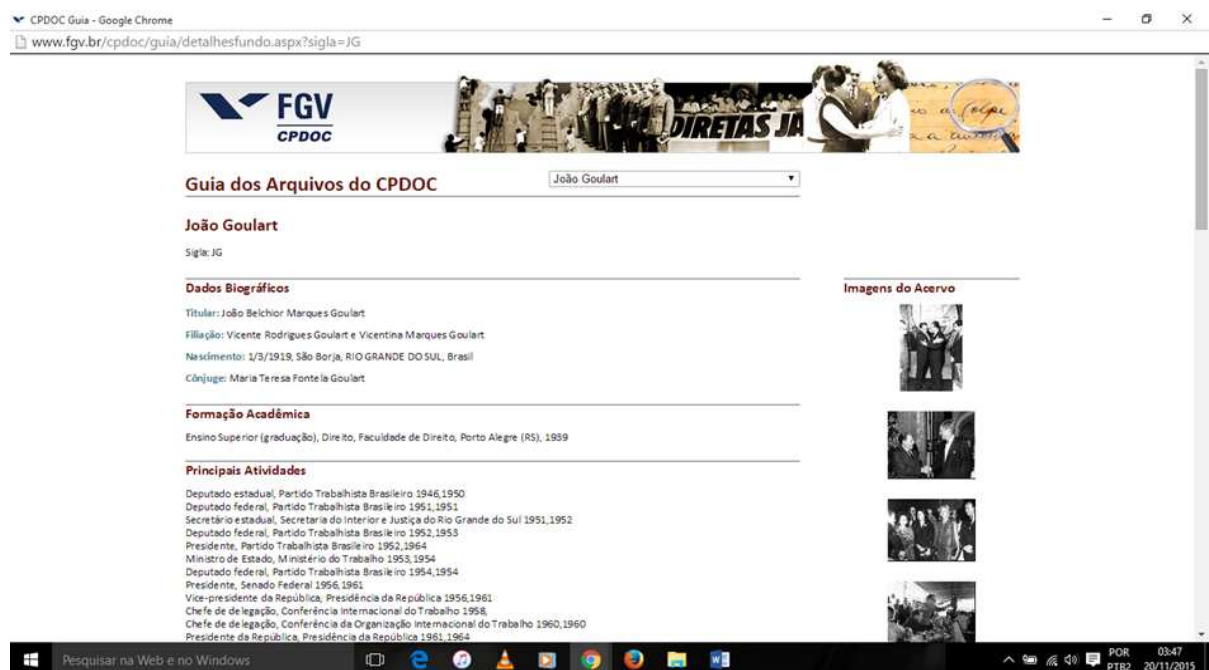 CPDOC Guia - Google Chrome
www.fgv.br/cpdoc/guia/detalhesfundo.aspx?sigla=JG
FGV
CPDOC
DIRETAS JÁ
Guia dos Arquivos do CPDOC
João Goulart
João Goulart
Sigla: JG
Dados Biográficos
Titular: João Belchior Marques Goulart
Filiação: Vicente Rodrigues Goulart e Vicentina Marques Goulart
Nascimento: 1/3/1919, São Borja, RIO GRANDE DO SUL, Brasil
Cônjuge: Maria Teresa Fontela Goulart
Formação Acadêmica
Ensino Superior (graduação), Direito, Faculdade de Direito, Porto Alegre (RS), 1939
Principais Atividades
Deputado estadual, Partido Trabalhista Brasileiro 1946,1950
Deputado federal, Partido Trabalhista Brasileiro 1951,1951
Secretário estadual, Secretaria do Interior e Justiça do Rio Grande do Sul 1951,1952
Deputado federal, Partido Trabalhista Brasileiro 1952,1953
Presidente, Partido Trabalhista Brasileiro 1952,1964
Ministro de Estado, Ministério do Trabalho 1953,1954
Deputado federal, Partido Trabalhista Brasileiro 1954,1954
Presidente, Senado Federal 1956,1961
Vice-presidente da República, Presidência da República 1956,1961
Chefe de delegação, Conferência Internacional do Trabalho 1958,
Chefe de delegação, Conferência da Organização Internacional do Trabalho 1960,1960
Presidente da República, Presidência da República 1961,1964
Imagens do Acervo
Pesquisar na Web e no Windows
POR
PTB2
03:47
20/11/2015